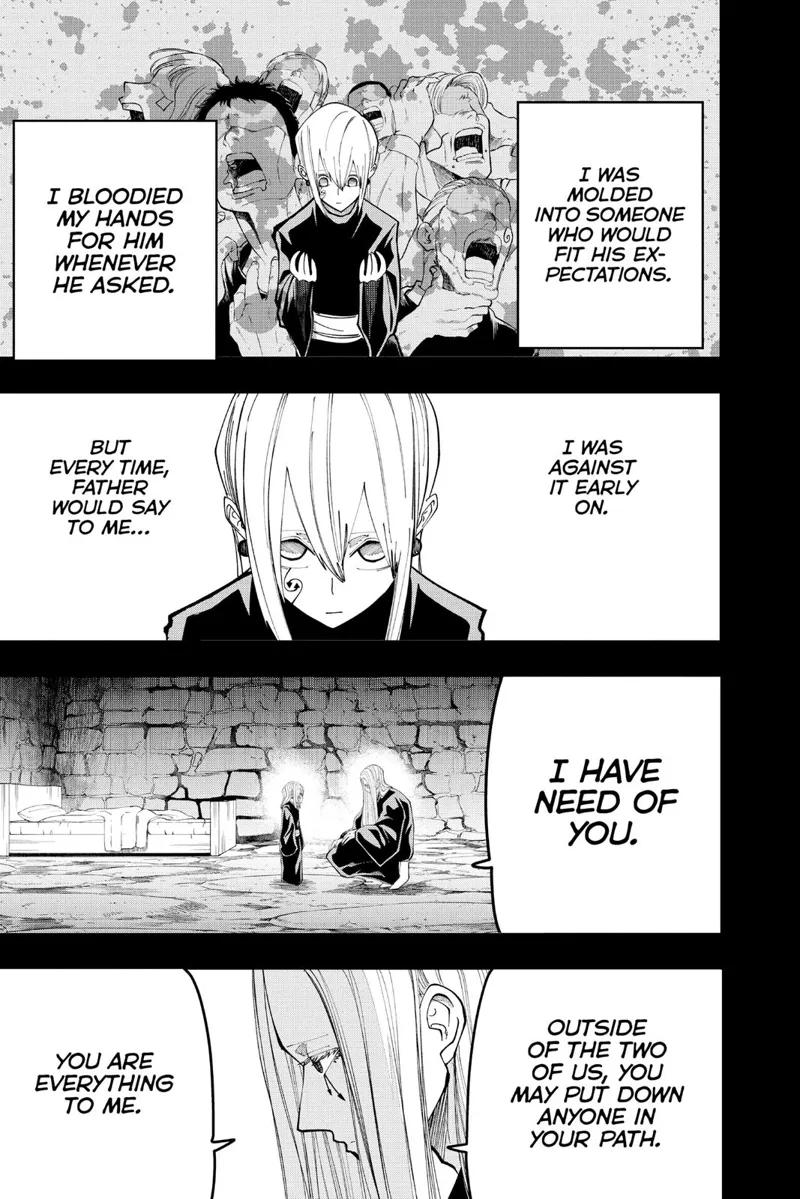 I WAS
MOLDED
INTO SOMEONE
WHO WOULD
FIT HIS EX-
PECTATIONS.
I BLOODIED
MY HANDS
FOR HIM
WHENEVER
HE ASKED.
I WAS
AGAINST
IT EARLY
ON.
BUT
EVERY TIME,
FATHER
WOULD SAY
TO ME...
I HAVE
NEED OF
YOU.
OUTSIDE
OF THE TWO
OF US, YOU
MAY PUT DOWN
ANYONE IN
YOUR PATH.
YOU ARE
EVERYTHING
TO ME.